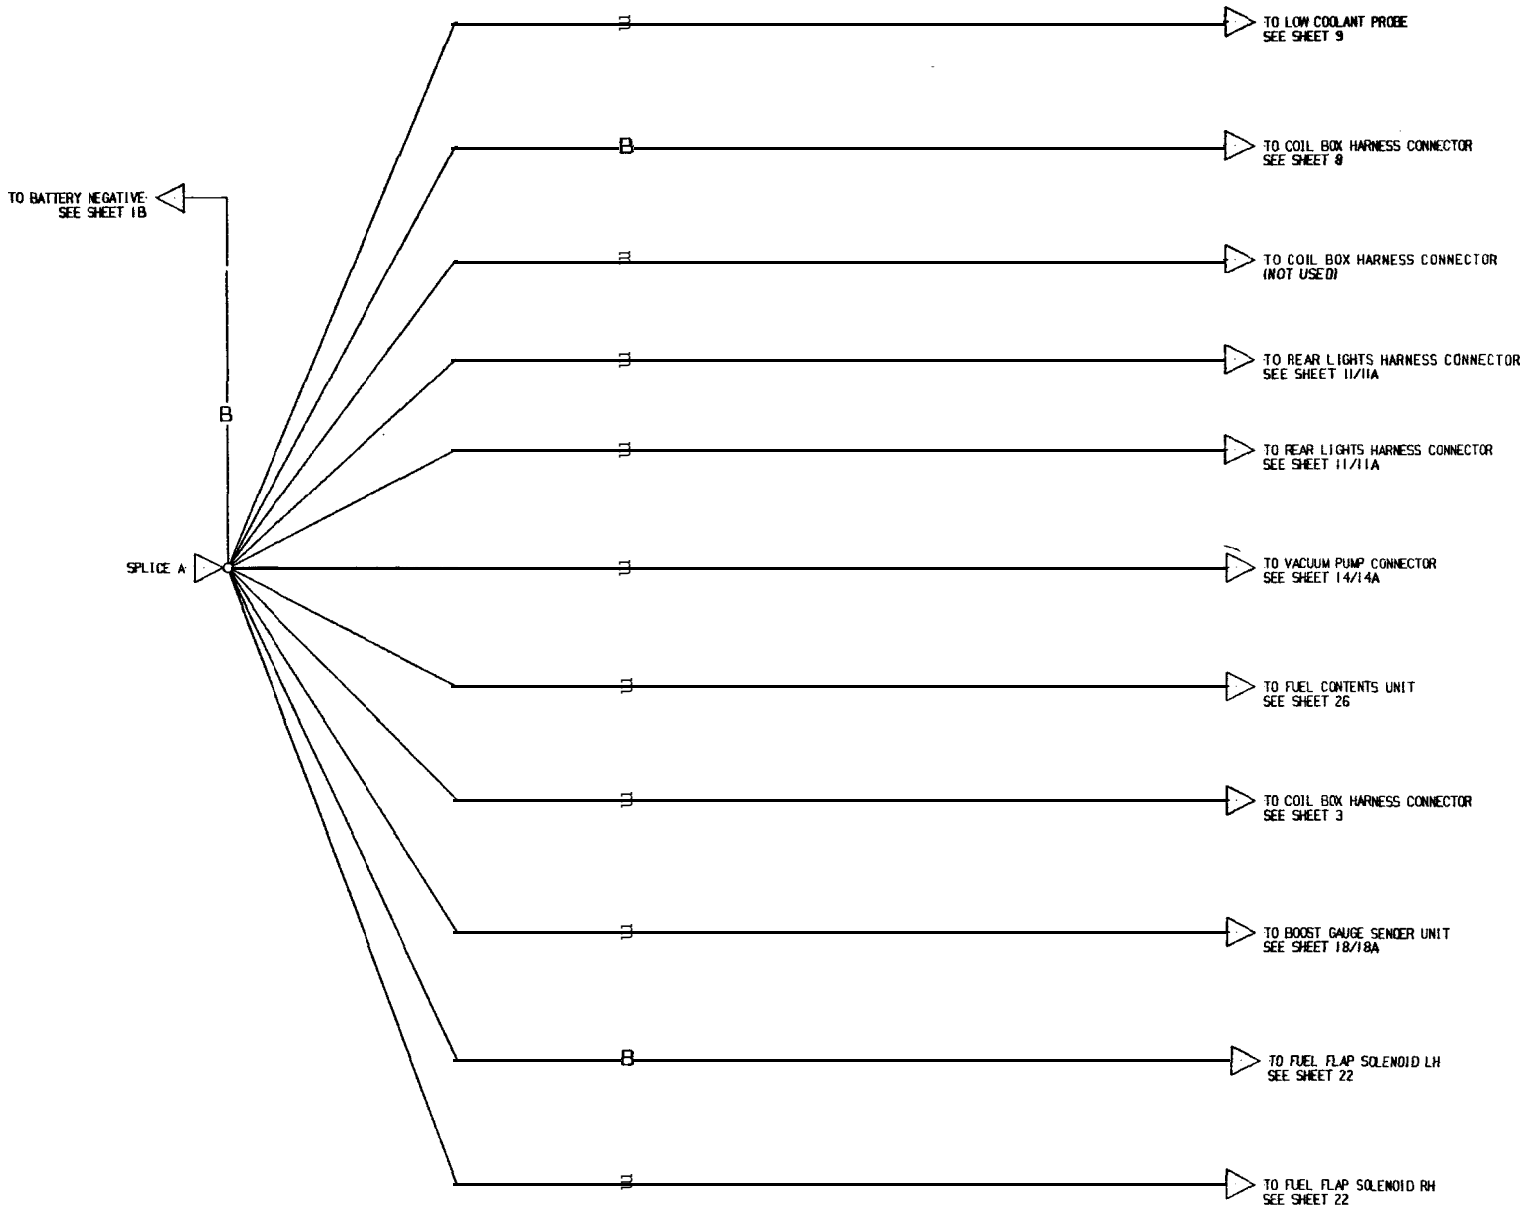 TO LOW COOLANT PROBE
SEE SHEET 9
B
TO COIL BOX HARNESS CONNECTOR
SEE SHEET 8
TO BATTERY NEGATIVE
SEE SHEET 1B
TO COIL BOX HARNESS CONNECTOR
(NOT USED)
TO REAR LIGHTS HARNESS CONNECTOR
SEE SHEET 11/11A
B
TO REAR LIGHTS HARNESS CONNECTOR
SEE SHEET 11/11A
SPLICE A
TO VACUUM PUMP CONNECTOR
SEE SHEET 14/14A
TO FUEL CONTENTS UNIT
SEE SHEET 26
TO COIL BOX HARNESS CONNECTOR
SEE SHEET 3
TO BOOST GAUGE SENDER UNIT
SEE SHEET 18/18A
B
TO FUEL FLAP SOLENOID LH
SEE SHEET 22
TO FUEL FLAP SOLENOID RH
SEE SHEET 22